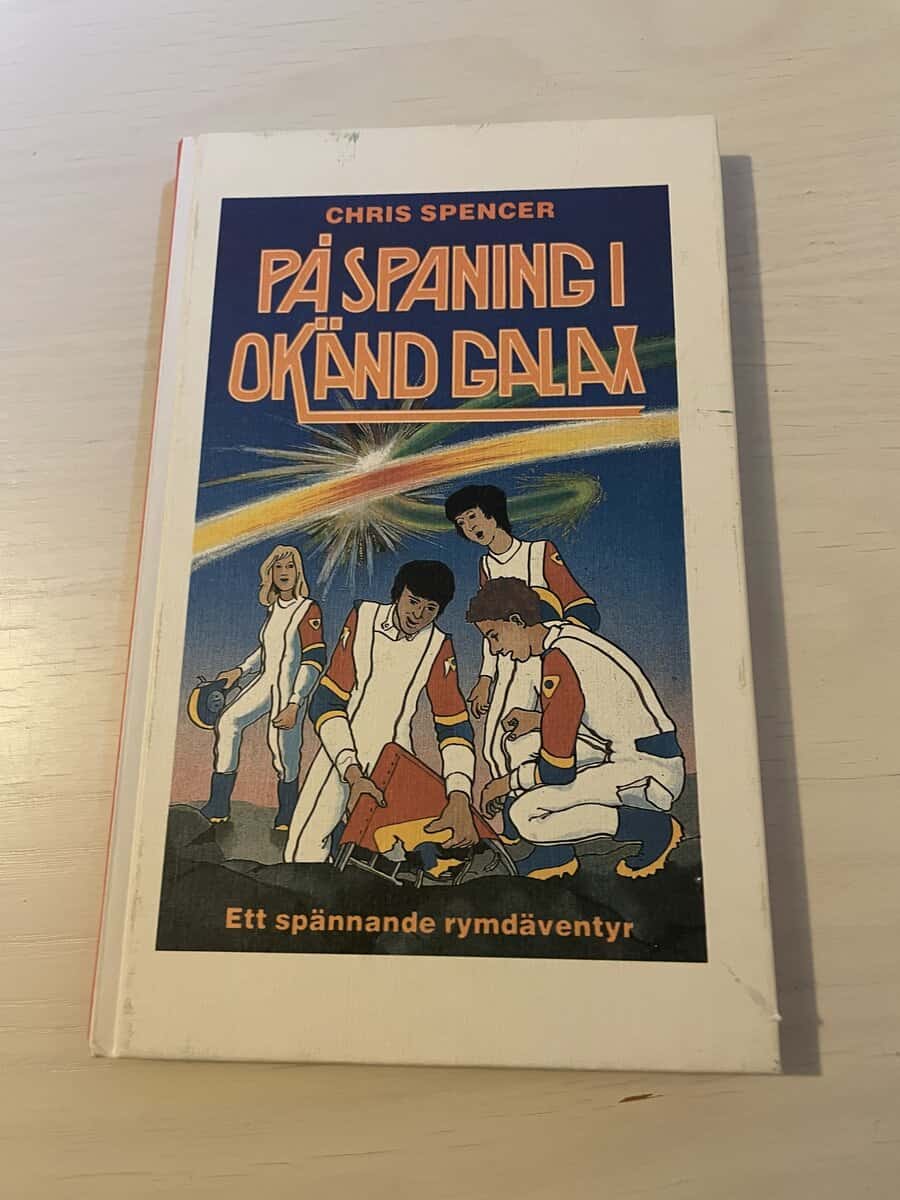 CHRIS SPENCER
PÅ SPANING I
OKÄND GALAX
Ett spännande rymdäventyr